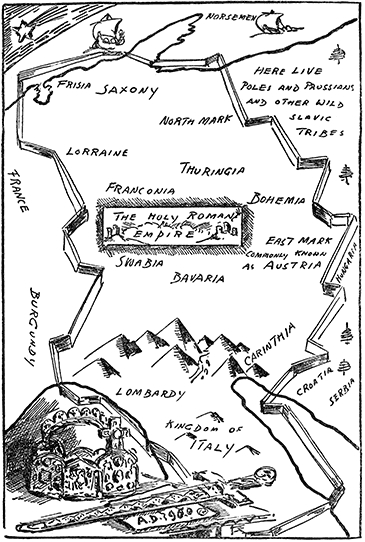 NORSEMEN
HERE LIVE
POLES AND PRUSSIANS
AND OTHER WILD
SLAVIC
TRIBES
FRISIA
SAXONY
NORTH MARK
LORRAINE
THURINGIA
FRANCE
FRANCONIA
BOHEMIA
THE HOLY ROMAN
EMPIRE
EAST MARK
COMMONLY KNOWN
AS AUSTRIA
HUNGARIA
SWABIA
BAVARIA
BURGUNDY
CARINTHIA
LOMBARDY
CROATIA
SERBIA
KINGDOM OF
ITALY